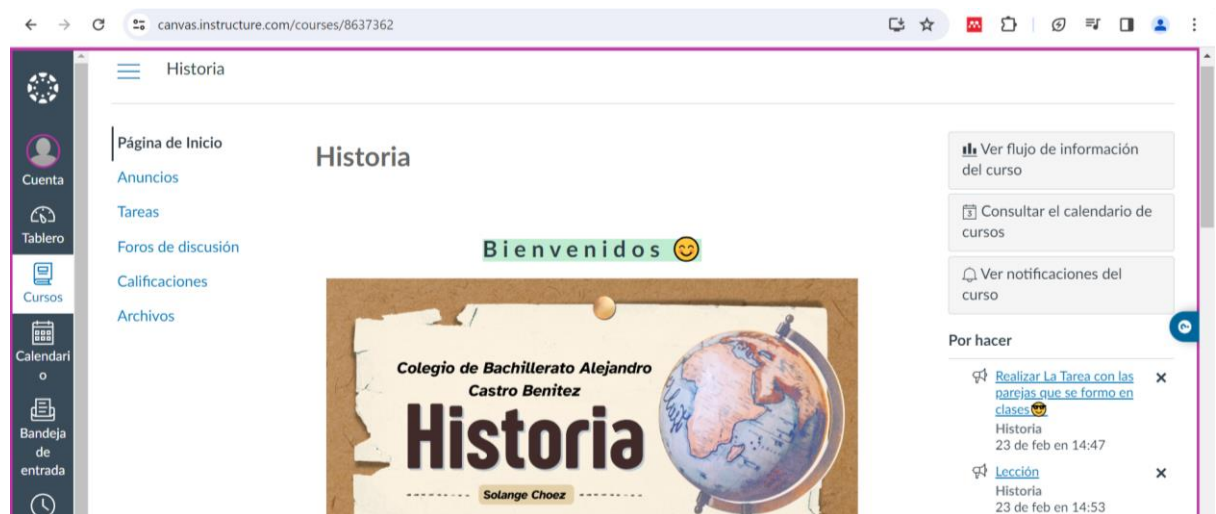 canvas.instructure.com/courses/8637362
Historia
Cuenta
Tablero
Cursos
Calendari
o
Bandeja
de
entrada
Página de Inicio
Anuncios
Tareas
Foros de discusión
Calificaciones
Archivos
Historia
Bienvenidos 😊
Colegio de Bachillerato Alejandro
Castro Benitez
Historia
Solange Choez
Ver flujo de información
del curso
Consultar el calendario de
cursos
Ver notificaciones del
curso
Por hacer
Realizar La Tarea con las
parejas que se formo en
clases😎
Historia
23 de feb en 14:47
Lección
Historia
23 de feb en 14:53